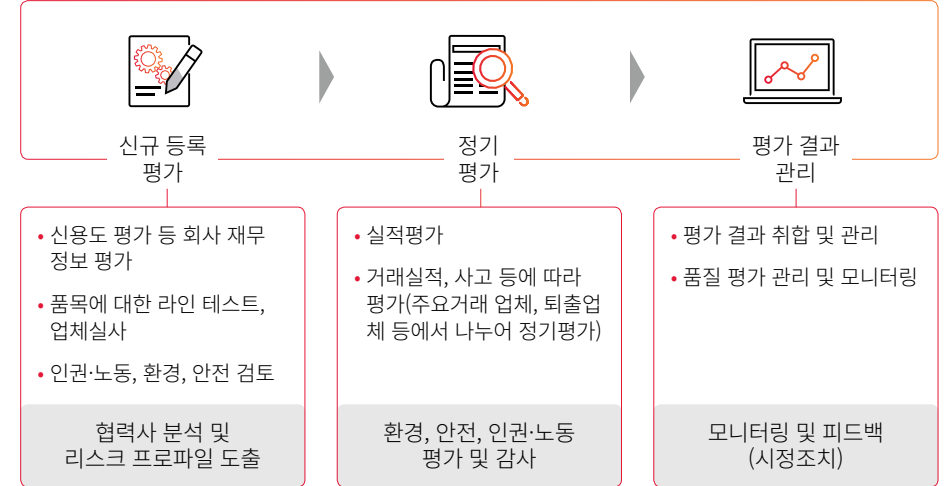 신규 등록
평가
정기
평가
평가 결과
관리
• 신용도 평가 등 회사 재무
정보 평가
• 품목에 대한 라인 테스트,
업체실사
• 인권·노동, 환경, 안전 검토
협력사 분석 및
리스크 프로파일 도출
• 실적평가
• 거래실적, 사고 등에 따라
평가(주요거래 업체, 퇴출업
체 등에서 나누어 정기평가)
환경, 안전, 인권·노동
평가 및 감사
• 평가 결과 취합 및 관리
• 품질 평가 관리 및 모니터링
모니터링 및 피드백
(시정조치)